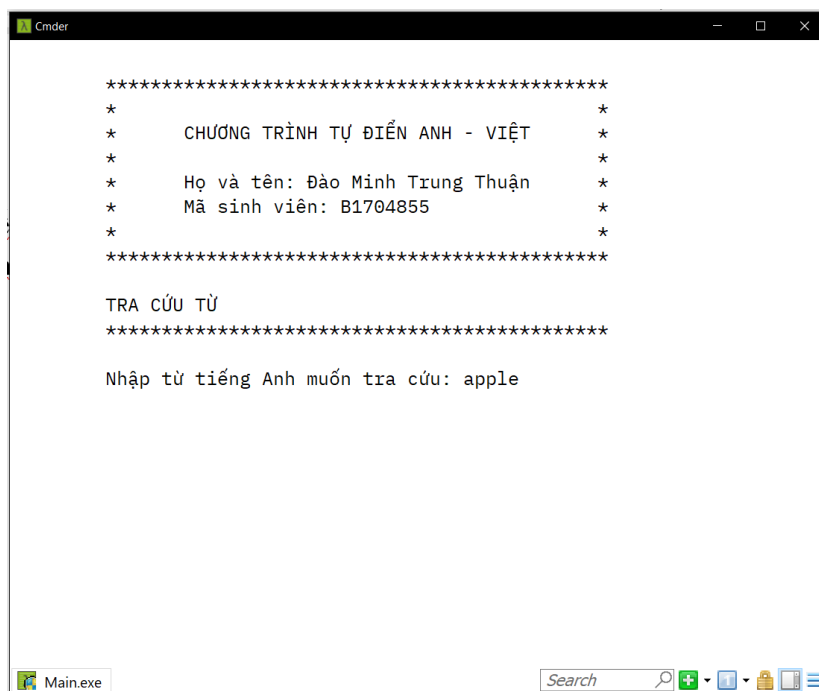 Cmder
*********************************************
* *
* CHƯƠNG TRÌNH TỰ ĐIỂN ANH - VIỆT *
* *
* Họ và tên: Đào Minh Trung Thuận *
* Mã sinh viên: B1704855 *
* *
*********************************************
TRA CỨU TỪ
*********************************************
Nhập từ tiếng Anh muốn tra cứu: apple
Main.exe
Search